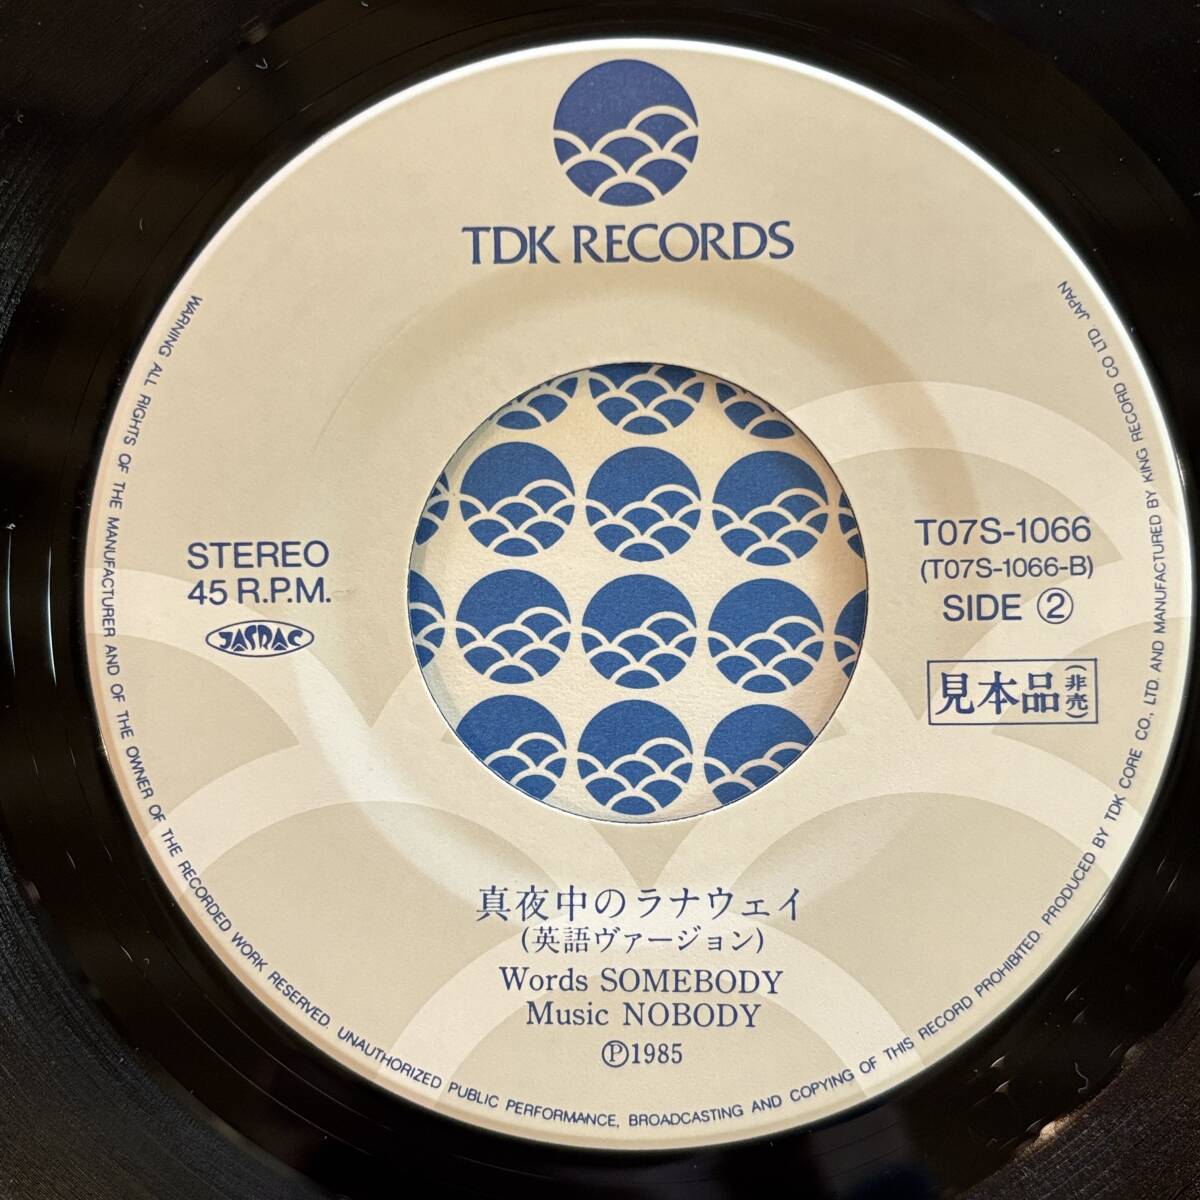 TDK RECORDS
STEREO
45 R.P.M.
JASRAC
T07S-1066
(T07S-1066-B)
SIDE ②
見本品(非売)
真夜中のラナウェイ
(英語ヴァージョン)
Words SOMEBODY
Music NOBODY
Ⓟ1985
WARNING ALL RIGHTS OF THE MANUFACTURER AND OF THE OWNER OF THE RECORDED WORK RESERVED. UNAUTHORIZED PUBLIC PERFORMANCE, BROADCASTING AND COPYING OF THIS RECORD PROHIBITED. PRODUCED BY TDK CORE CO., LTD. AND MANUFACTURED BY KING RECORD CO LTD. JAPAN